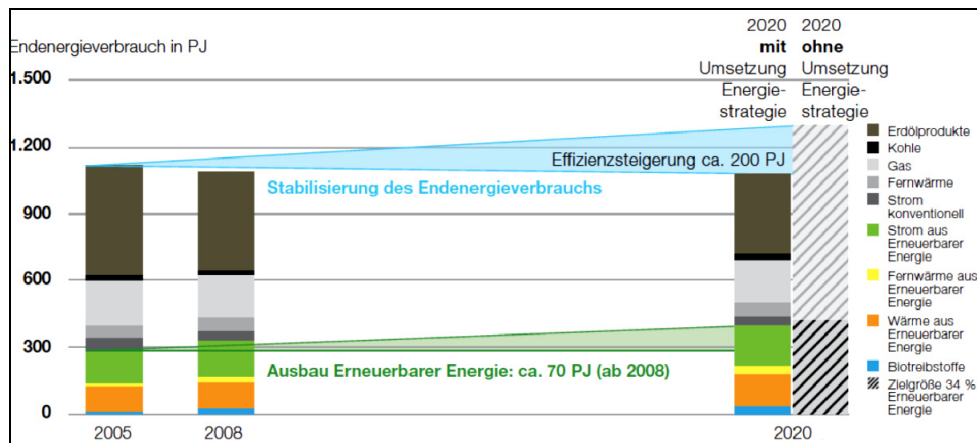 Endenergieverbrauch in PJ
2020
mit
Umsetzung
Energie-
strategie
2020
ohne
Umsetzung
Energie-
strategie
1.500
1.200
900
600
300
0
Effizienzsteigerung ca. 200 PJ
Stabilisierung des Endenergieverbrauchs
Ausbau Erneuerbarer Energie: ca. 70 PJ (ab 2008)
2005
2008
2020
Erdölprodukte
Kohle
Gas
Fernwärme
Strom
konventionell
Strom aus
Erneuerbarer
Energie
Fernwärme aus
Erneuerbarer
Energie
Wärme aus
Erneuerbarer
Energie
Biotreibstoffe
Zielgröße 34 %
Erneuerbarer
Energie